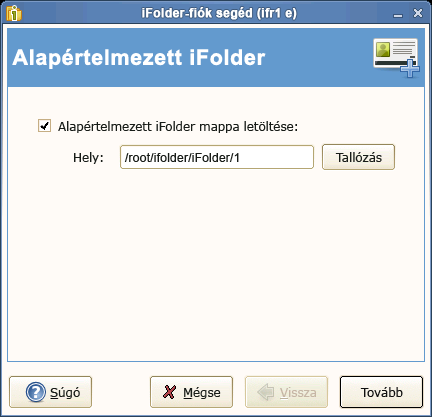 iFolder-fiók segéd (ifr1 e)
Alapértelmezett iFolder
Alapértelmezett iFolder mappa letöltése:
Hely: /root/ifolder/iFolder/1 Tallózás
Súgó Mégse Vissza Tovább